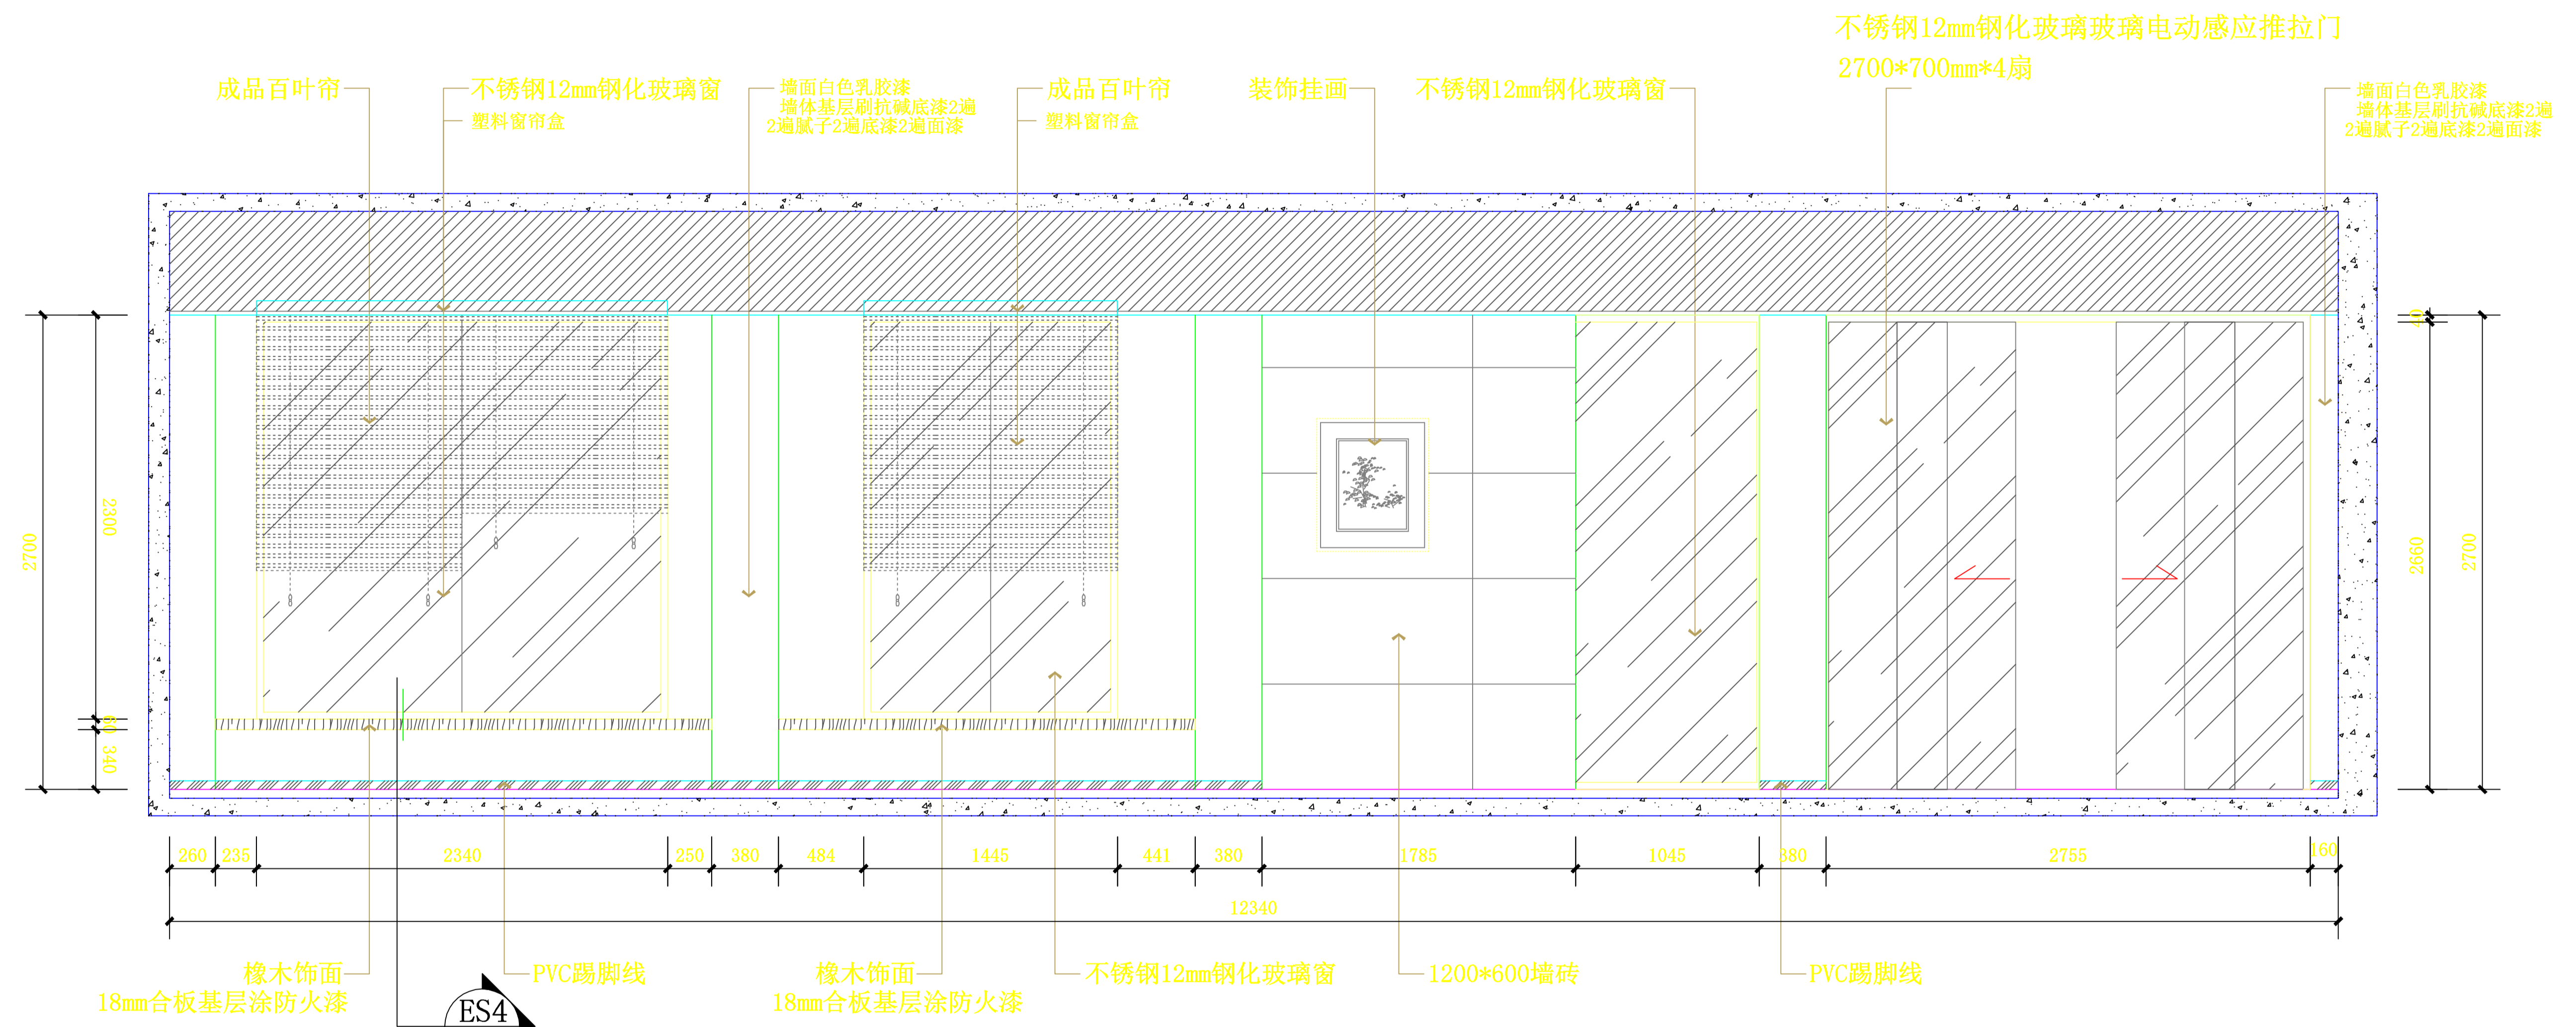 不锈钢12mm钢化玻璃玻璃电动感应推拉门
2700*700mm*4扇
成品百叶帘
不锈钢12mm钢化玻璃窗
塑料窗帘盒
墙面白色乳胶漆
墙体基层刷抗碱底漆2遍
2遍腻子2遍底漆2遍面漆
成品百叶帘
塑料窗帘盒
装饰挂画
不锈钢12mm钢化玻璃窗
墙面白色乳胶漆
墙体基层刷抗碱底漆2遍
2遍腻子2遍底漆2遍面漆
2700
2300
60
340
40
2660
2700
260
235
2340
250
380
484
1445
441
380
1785
1045
380
2755
160
12340
橡木饰面
18mm合板基层涂防火漆
PVC踢脚线
橡木饰面
18mm合板基层涂防火漆
不锈钢12mm钢化玻璃窗
1200*600墙砖
PVC踢脚线
ES4